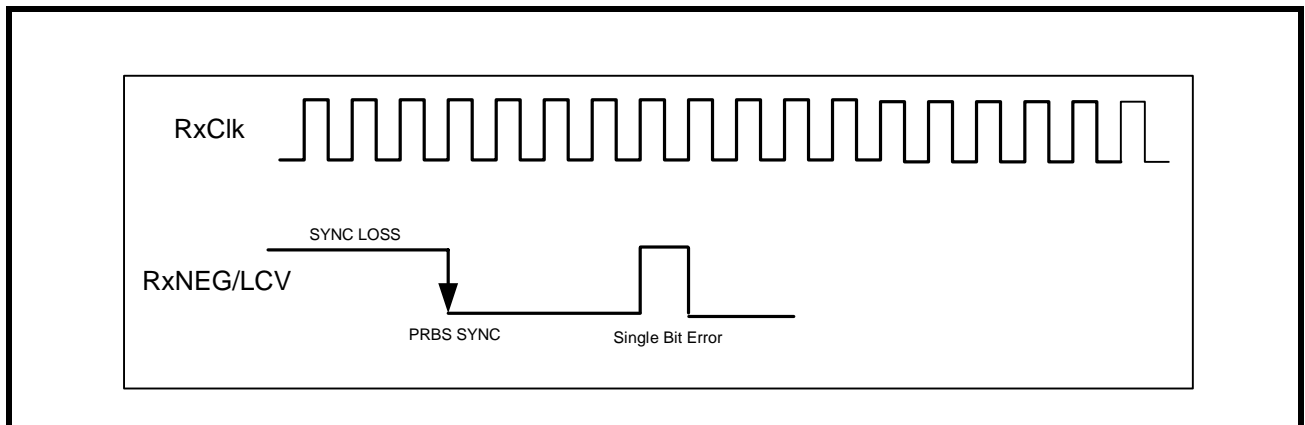 RxClk
SYNC LOSS
RxNEG/LCV
PRBS SYNC
Single Bit Error